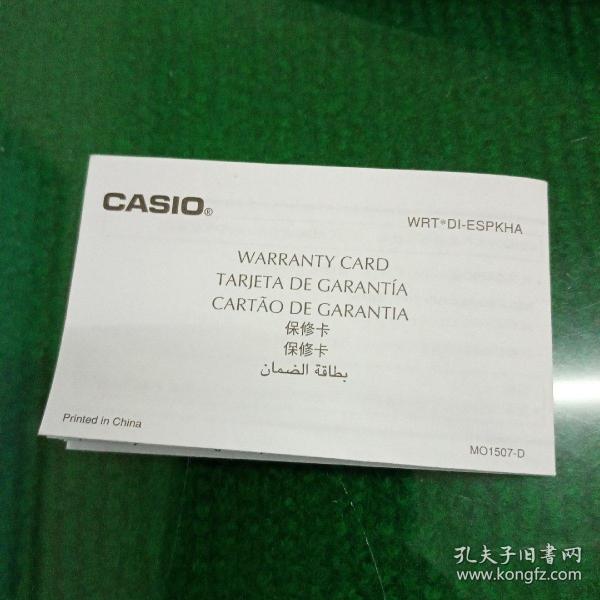 CASIO®
WRT*DI-ESPKHA
WARRANTY CARD
TARJETA DE GARANTÍA
CARTÃO DE GARANTIA
保修卡
保修卡
بطاقة الضمان
Printed in China
MO1507-D
孔夫子旧書网
www.kongfz.com